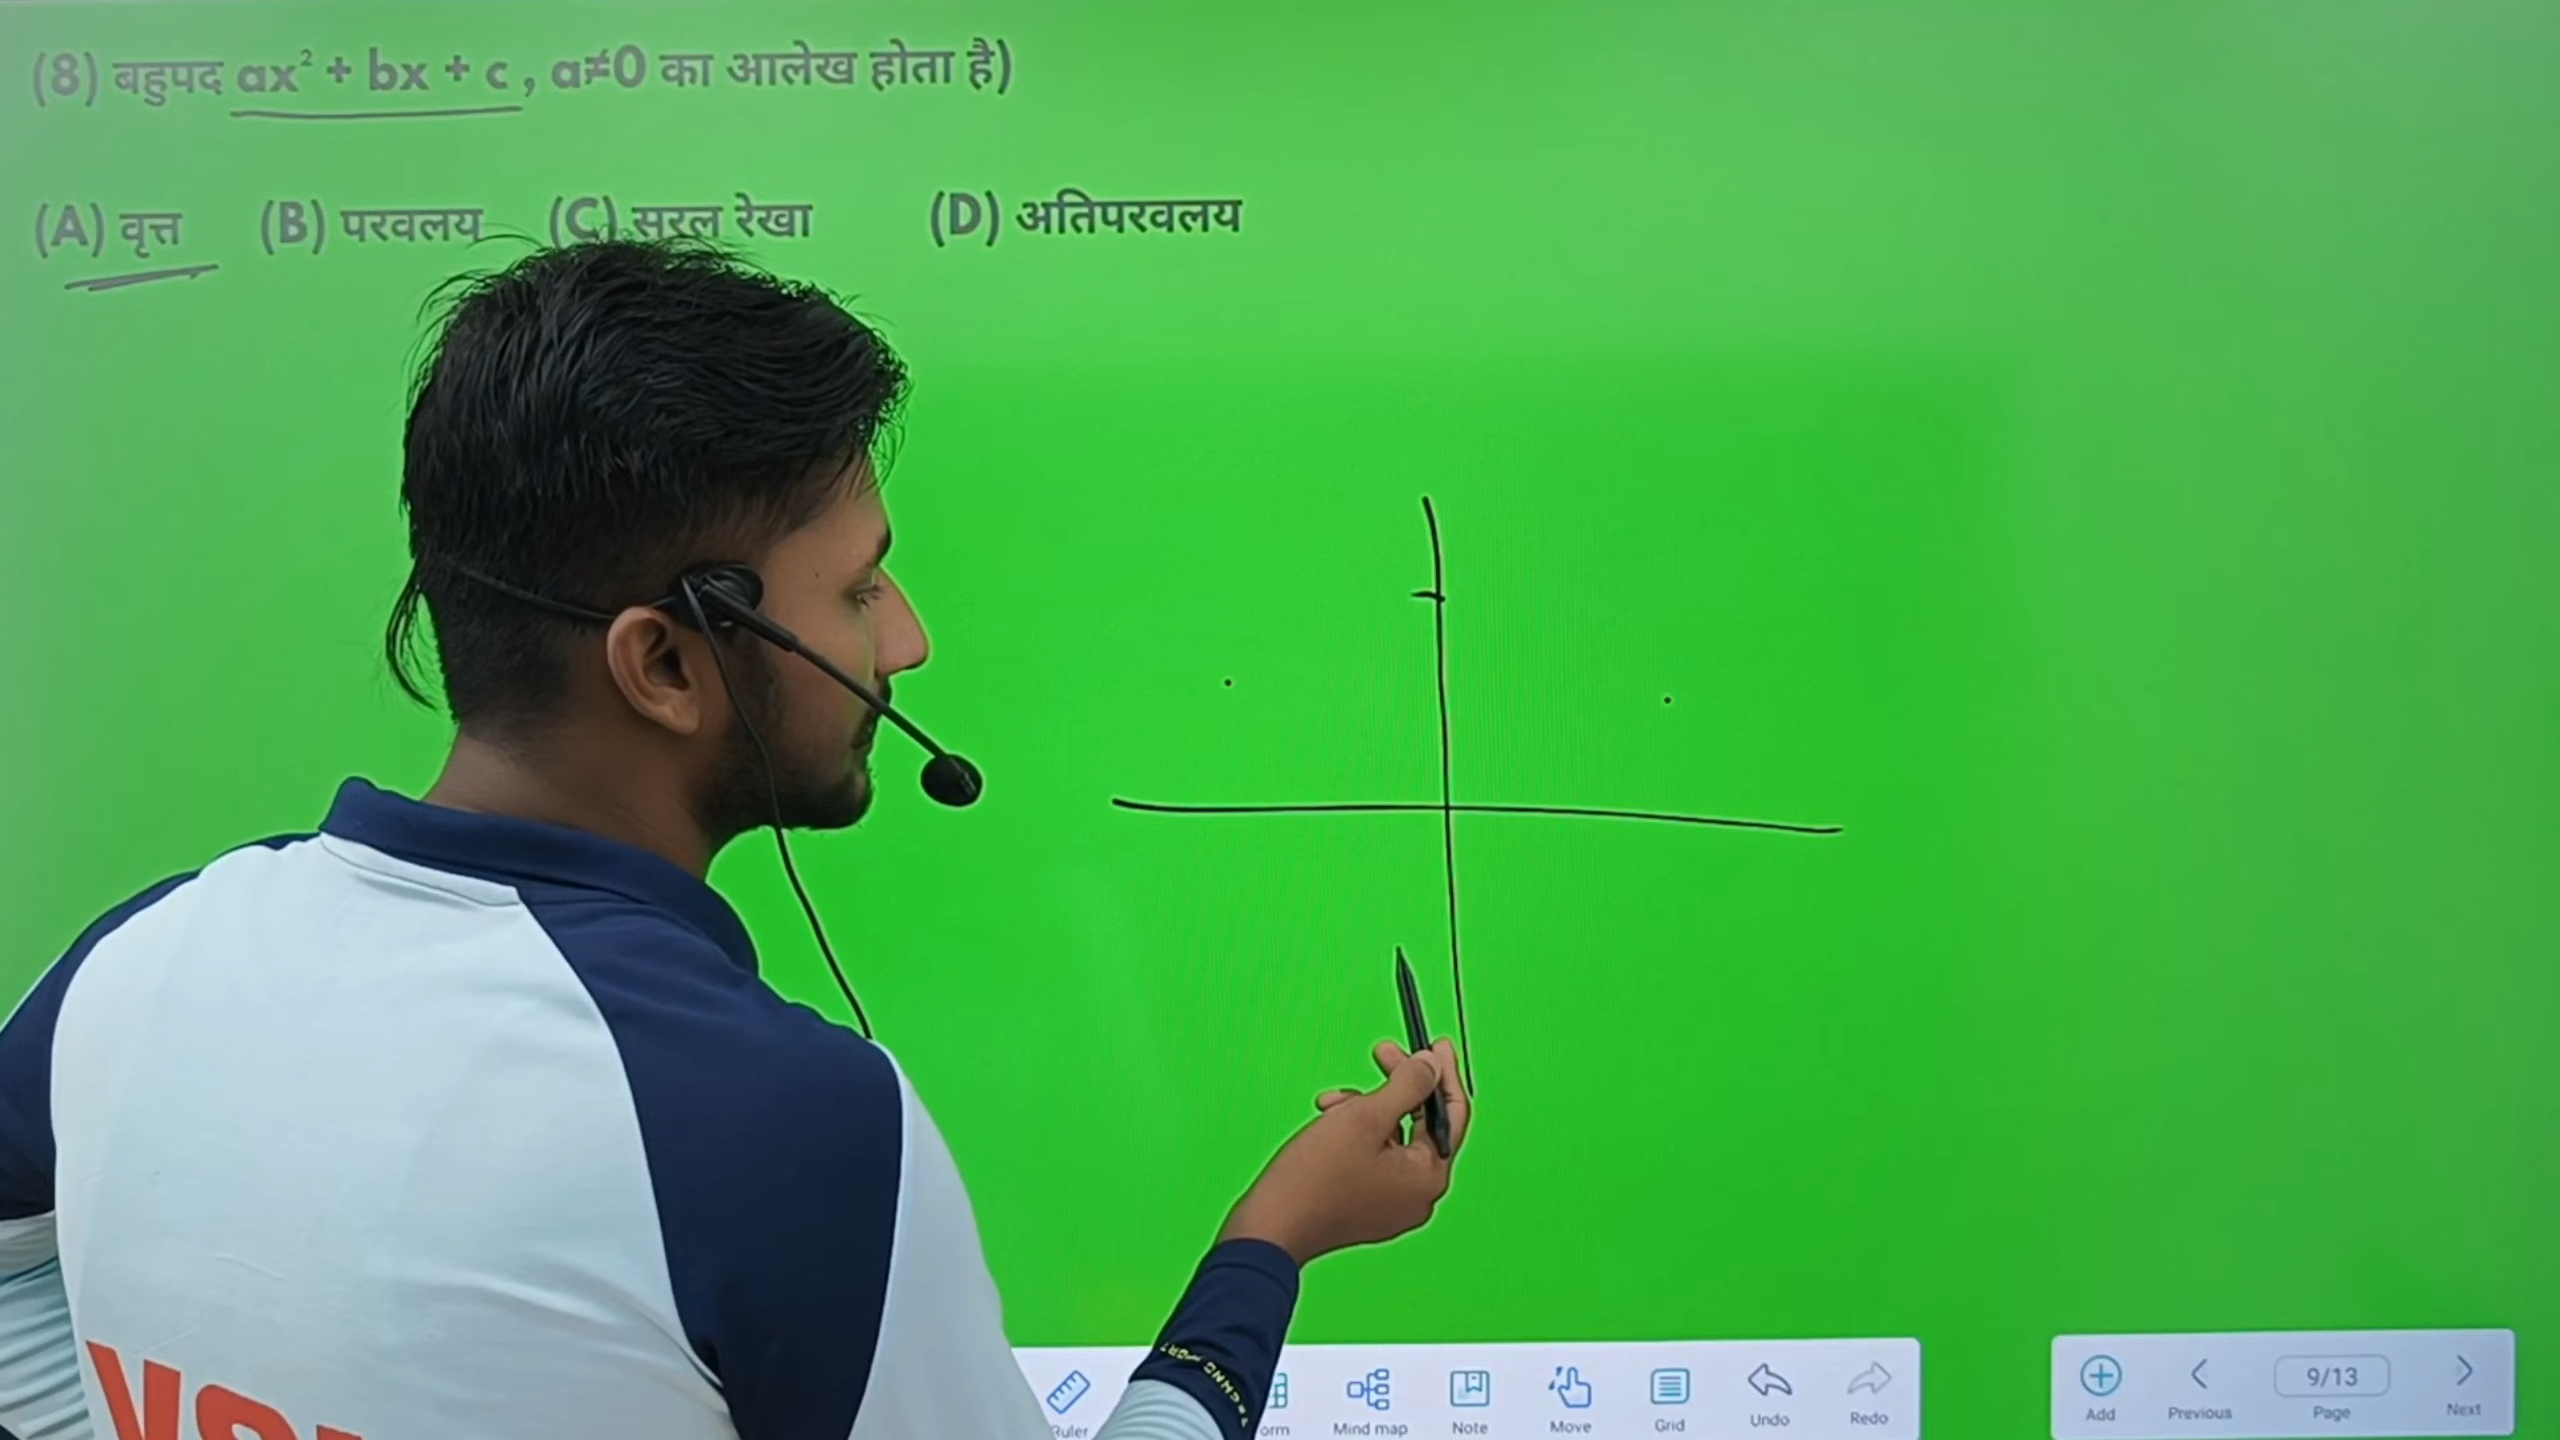 (8) बहुपद ax² + bx + c , a≠0 का आलेख होता है)
(A) वृत्त (B) परवलय (C) सरल रेखा (D) अतिपरवलय
Ruler Mind map Note Move Grid Undo Redo
Add Previous 9/13 Page Next